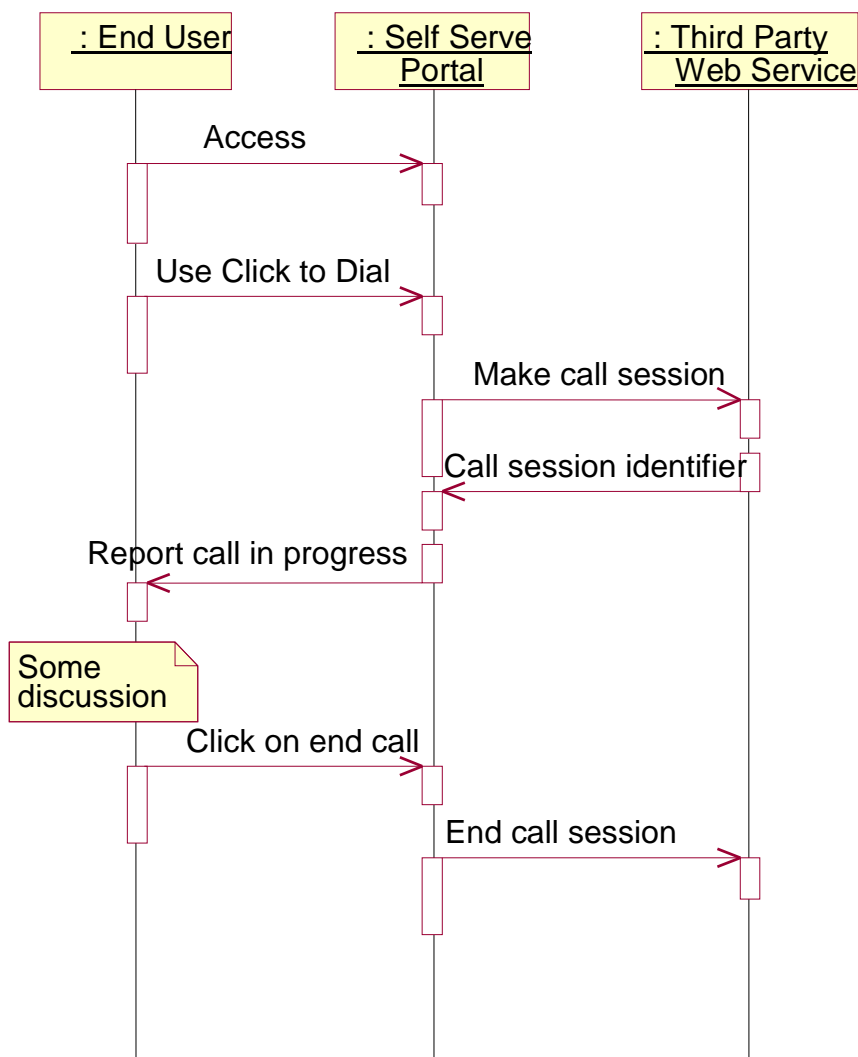 : End User
: Self Serve
Portal
: Third Party
Web Service
Access
Use Click to Dial
Make call session
Call session identifier
Report call in progress
Some
discussion
Click on end call
End call session